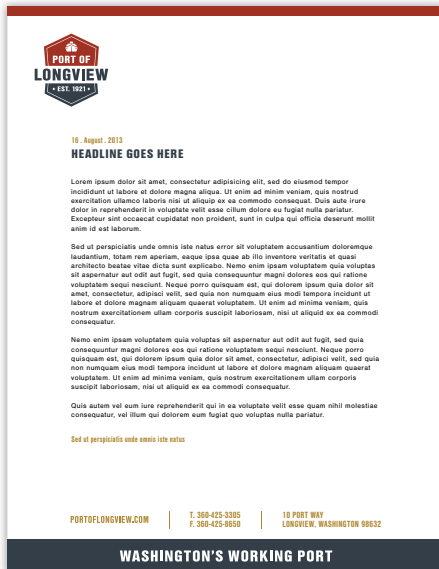 PORT OF
LONGVIEW
• EST. 1921 •
16 . August . 2013
HEADLINE GOES HERE
Lorem ipsum dolor sit amet, consectetur adipisicing elit, sed do eiusmod tempor
incididunt ut labore et dolore magna aliqua. Ut enim ad minim veniam, quis nostrud
exercitation ullamco laboris nisi ut aliquip ex ea commodo consequat. Duis aute irure
dolor in reprehenderit in voluptate velit esse cillum dolore eu fugiat nulla pariatur.
Excepteur sint occaecat cupidatat non proident, sunt in culpa qui officia deserunt mollit
anim id est laborum.
Sed ut perspiciatis unde omnis iste natus error sit voluptatem accusantium doloremque
laudantium, totam rem aperiam, eaque ipsa quae ab illo inventore veritatis et quasi
architecto beatae vitae dicta sunt explicabo. Nemo enim ipsam voluptatem quia voluptas
sit aspernatur aut odit aut fugit, sed quia consequuntur magni dolores eos qui ratione
voluptatem sequi nesciunt. Neque porro quisquam est, qui dolorem ipsum quia dolor sit
amet, consectetur, adipisci velit, sed quia non numquam eius modi tempora incidunt ut
labore et dolore magnam aliquam quaerat voluptatem. Ut enim ad minima veniam, quis
nostrum exercitationem ullam corporis suscipit laboriosam, nisi ut aliquid ex ea commodi
consequatur.
Nemo enim ipsam voluptatem quia voluptas sit aspernatur aut odit aut fugit, sed quia
consequuntur magni dolores eos qui ratione voluptatem sequi nesciunt. Neque porro
quisquam est, qui dolorem ipsum quia dolor sit amet, consectetur, adipisci velit, sed quia
non numquam eius modi tempora incidunt ut labore et dolore magnam aliquam quaerat
voluptatem. Ut enim ad minima veniam, quis nostrum exercitationem ullam corporis
suscipit laboriosam, nisi ut aliquid ex ea commodi consequatur.
Quis autem vel eum iure reprehenderit qui in ea voluptate velit esse quam nihil molestiae
consequatur, vel illum qui dolorem eum fugiat quo voluptas nulla pariatur.
Sed ut perspiciatis unde omnis iste natus
PORTOFLONGVIEW.COM
T. 360-425-3305
F. 360-425-8650
10 PORT WAY
LONGVIEW, WASHINGTON 98632
WASHINGTON'S WORKING PORT